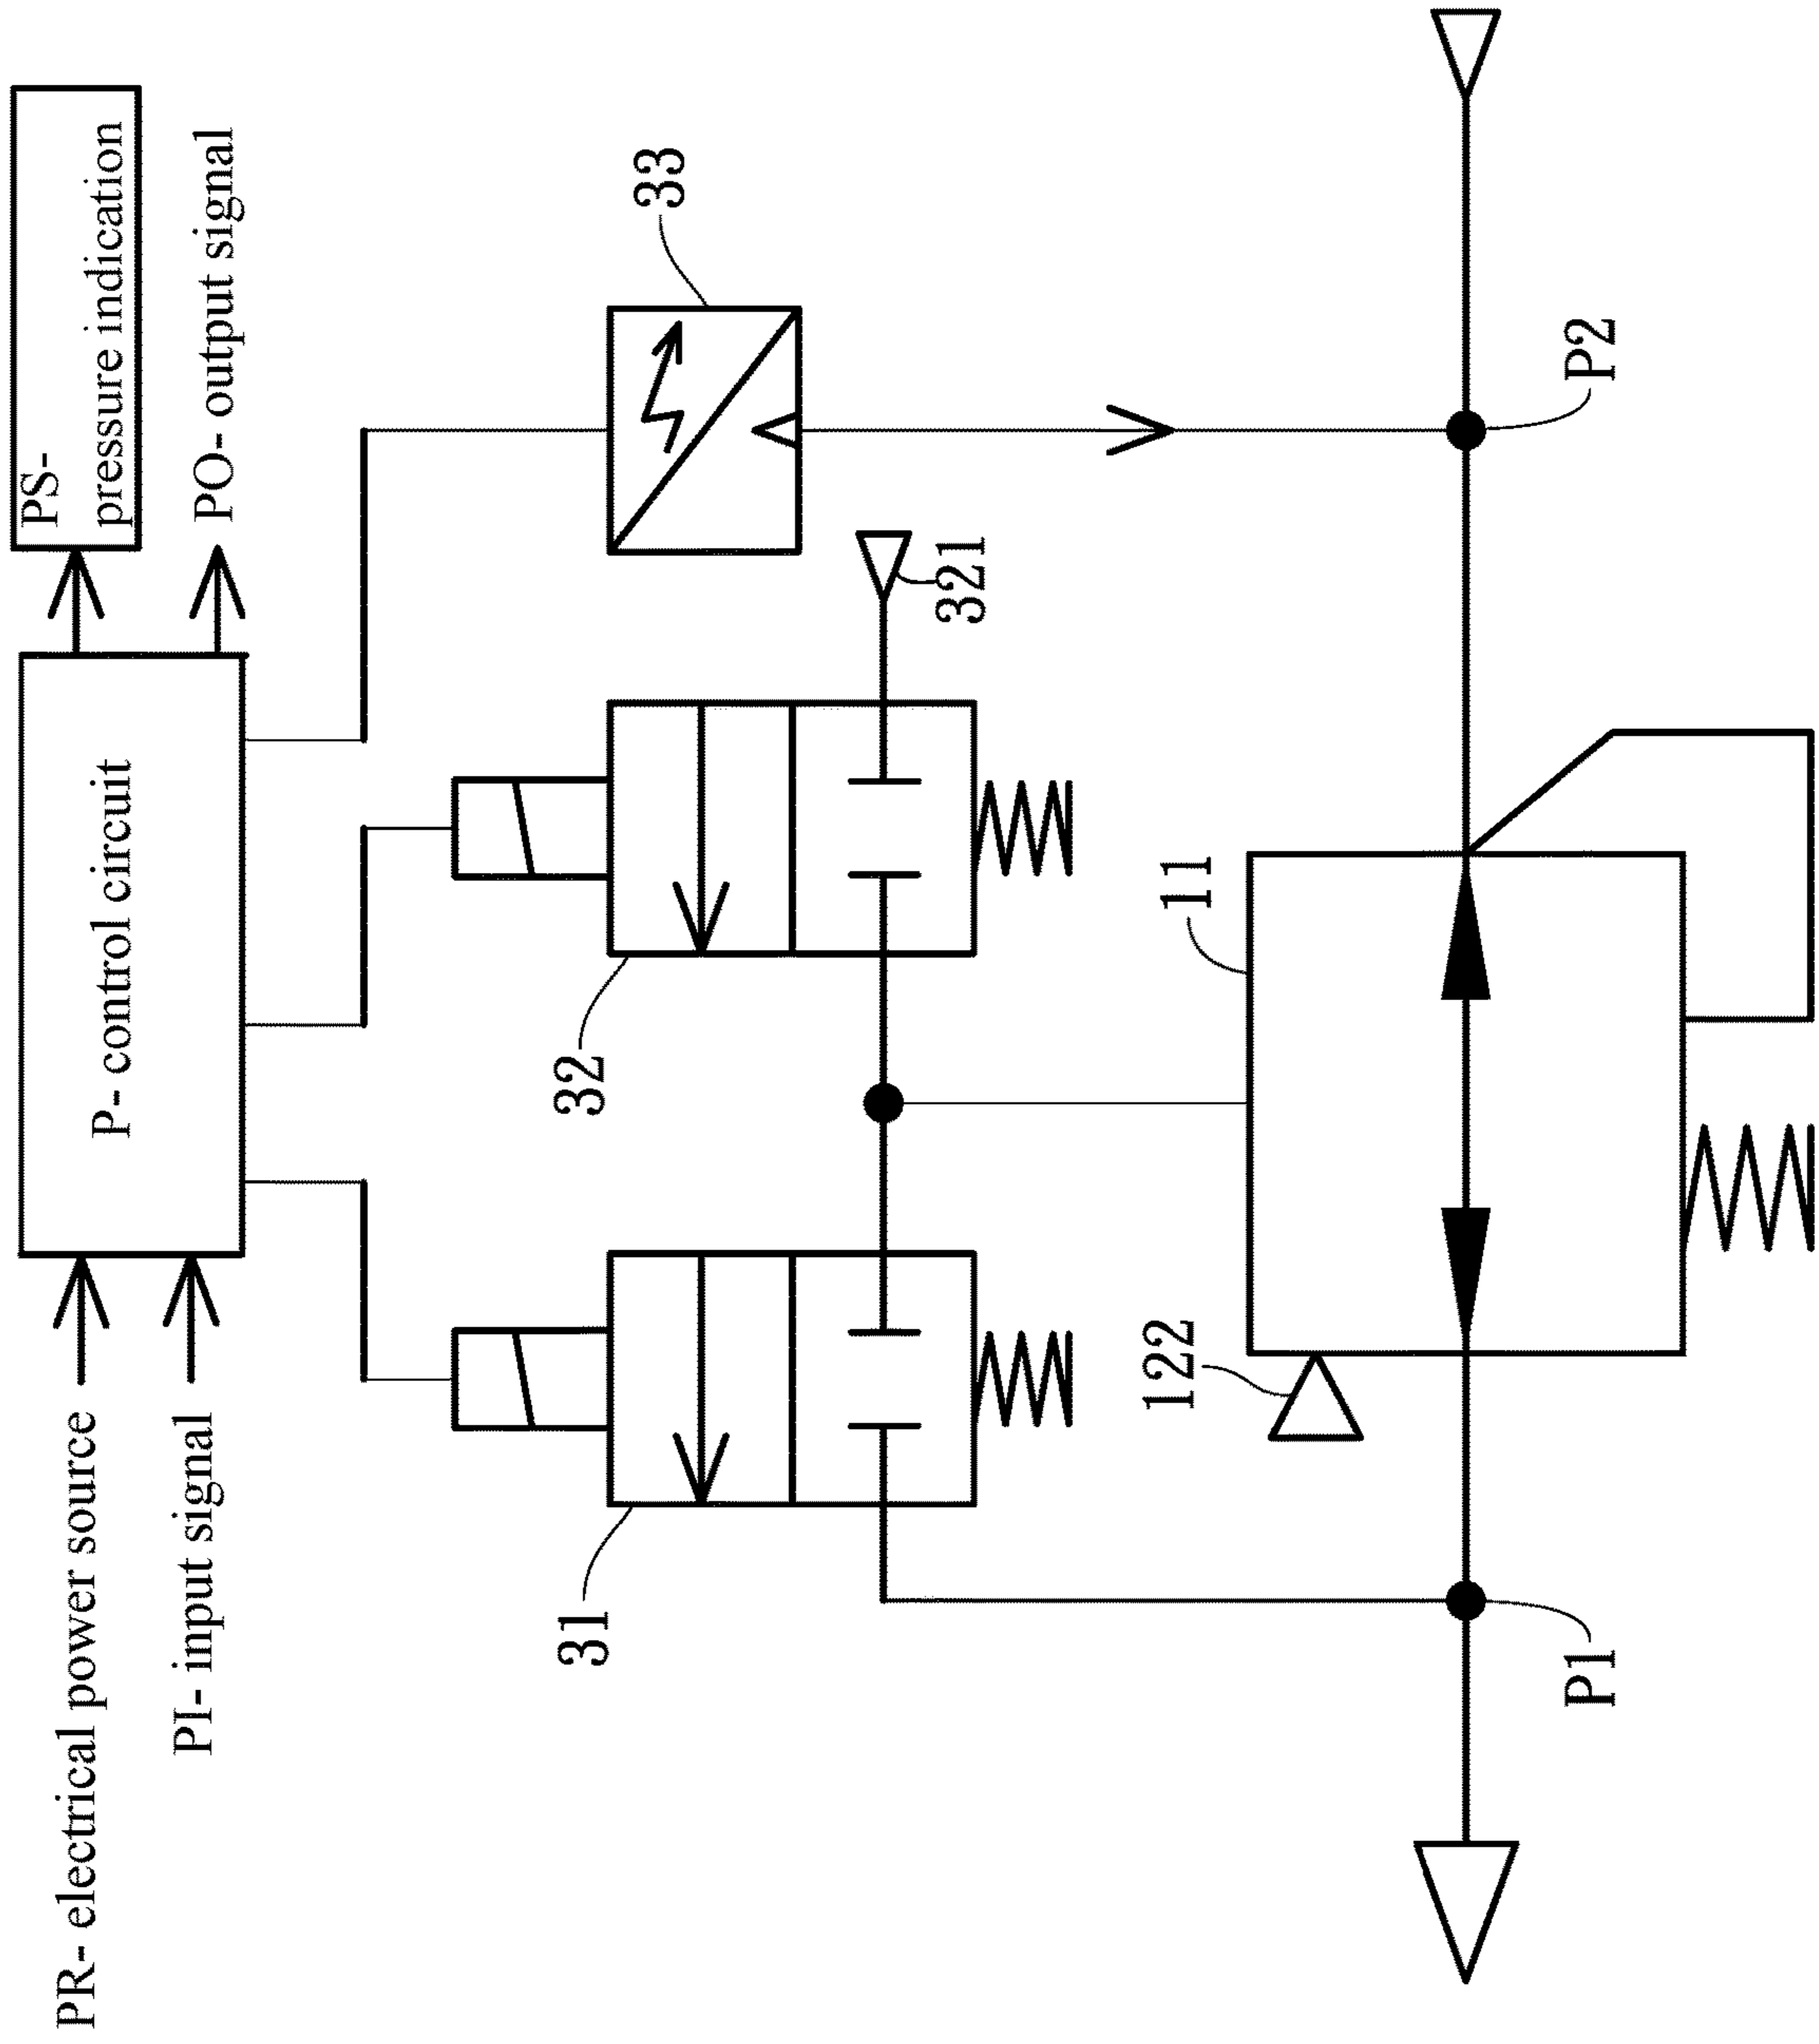 PS-
pressure indication
PO- output signal
P- control circuit
PR- electrical power source
PI- input signal
33
32
321
31
11
122
P1
P2